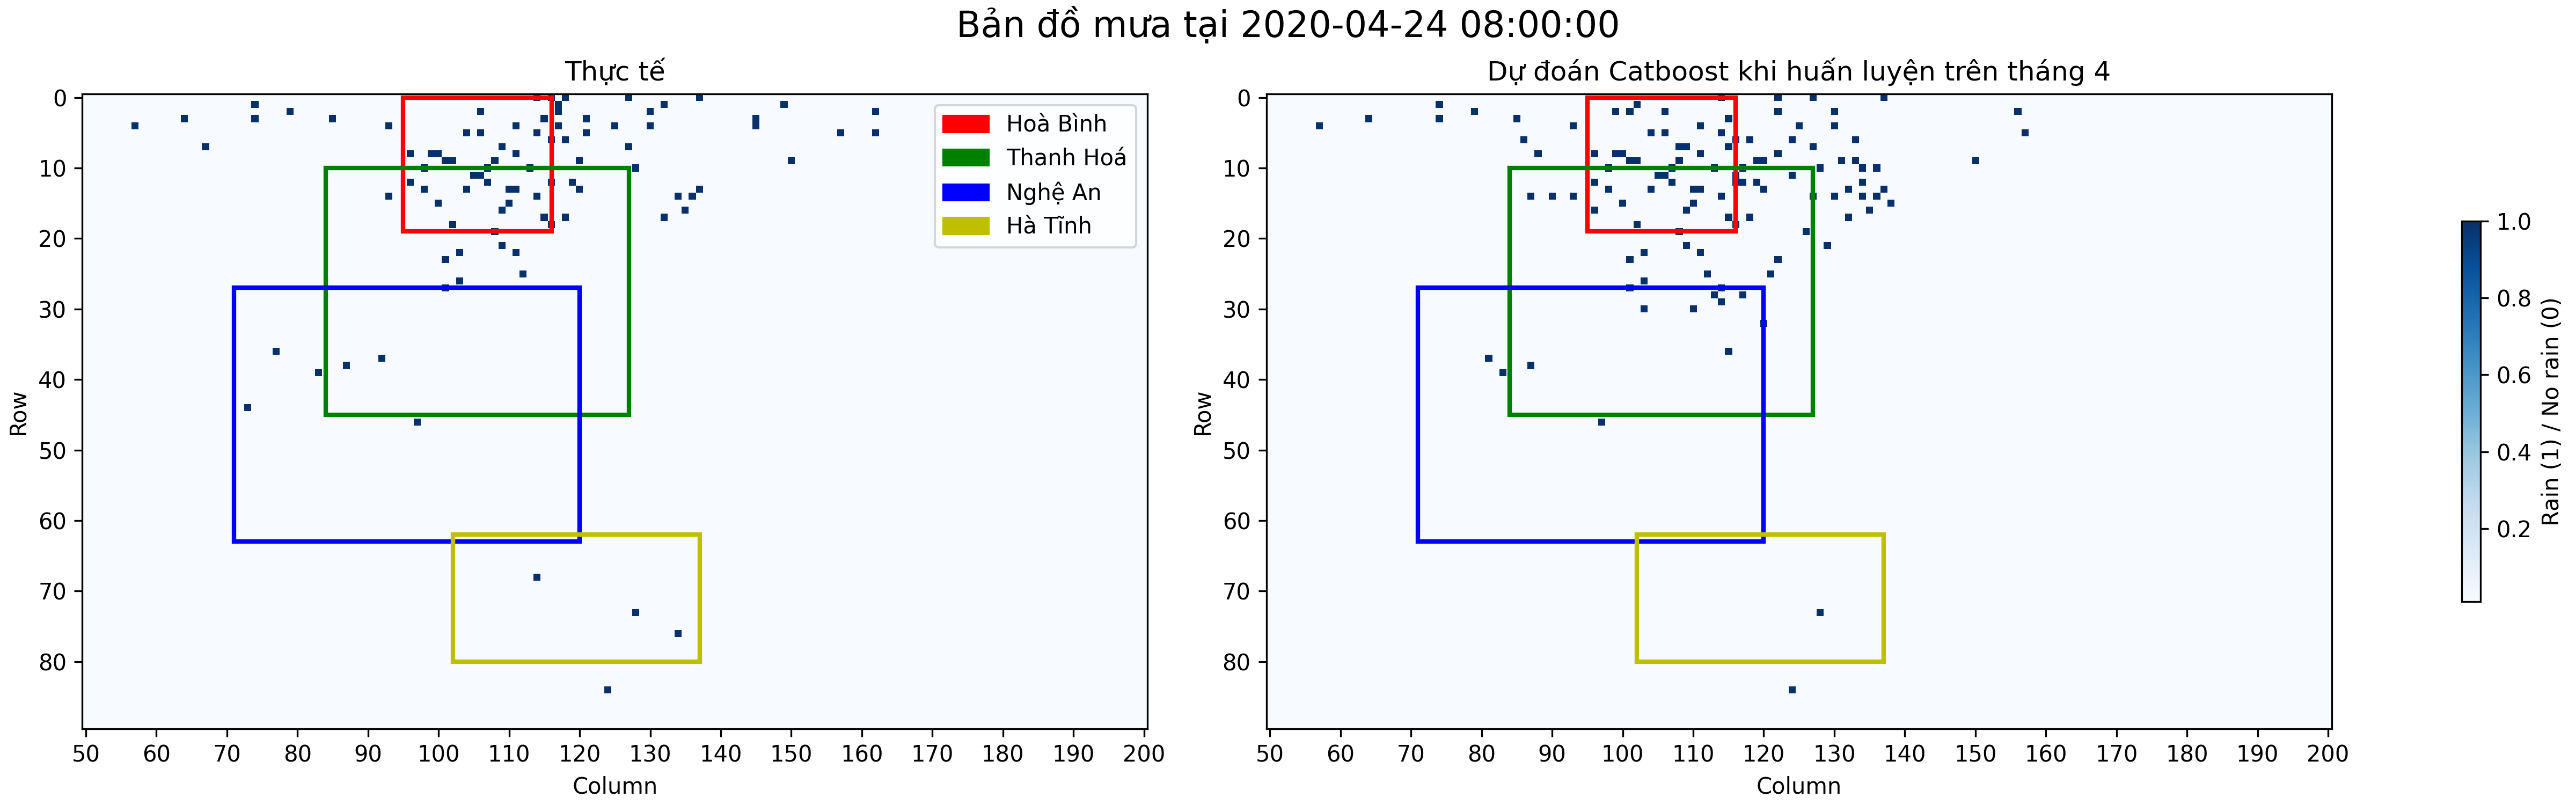 Bản đồ mưa tại 2020-04-24 08:00:00
Thực tế
0
10
20
30
40
50
60
70
80
Row
50 60 70 80 90 100 110 120 130 140 150 160 170 180 190 200
Column
Hoà Bình
Thanh Hoá
Nghệ An
Hà Tĩnh
Dự đoán Catboost khi huấn luyện trên tháng 4
0
10
20
30
40
50
60
70
80
Row
50 60 70 80 90 100 110 120 130 140 150 160 170 180 190 200
Column
1.0
0.8
0.6
0.4
0.2
Rain (1) / No rain (0)